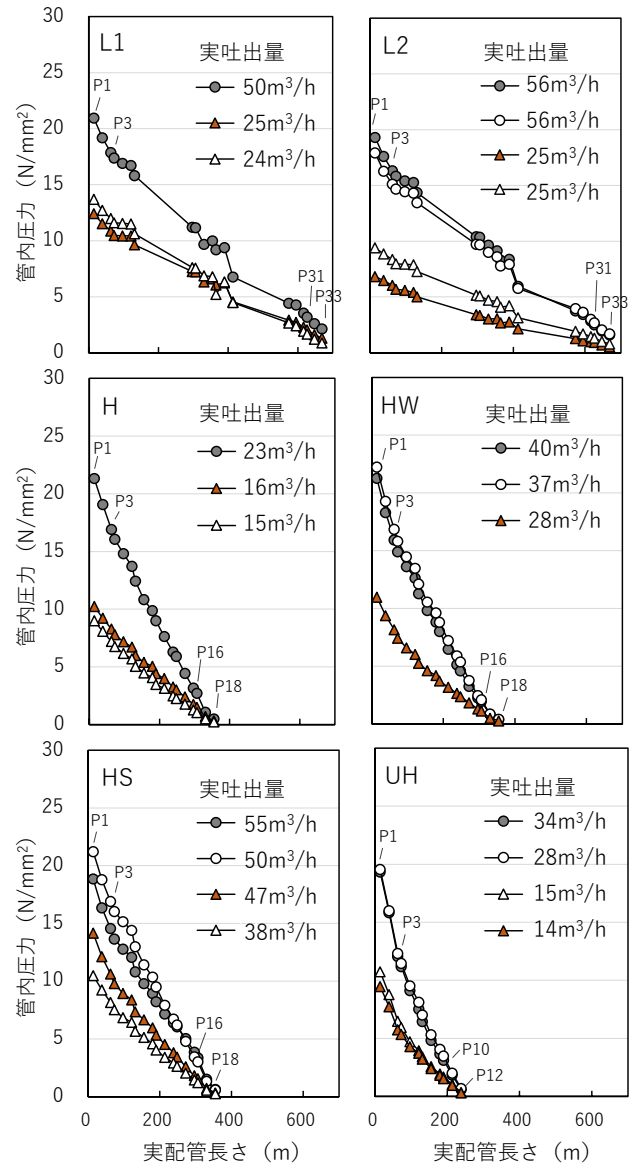 30
25
20
15
10
5
0
管内圧力（N/mm²）
L1
実吐出量
50m³/h
25m³/h
24m³/h
P1
P3
P31
P33
L2
実吐出量
56m³/h
56m³/h
25m³/h
25m³/h
P1
P3
P31
P33
30
25
20
15
10
5
0
管内圧力（N/mm²）
H
実吐出量
23m³/h
16m³/h
15m³/h
P1
P3
P16
P18
HW
実吐出量
40m³/h
37m³/h
28m³/h
P1
P3
P16
P18
30
25
20
15
10
5
0
管内圧力（N/mm²）
HS
実吐出量
55m³/h
50m³/h
47m³/h
38m³/h
P1
P3
P16
P18
0 200 400 600
実配管長さ（m）
UH
実吐出量
34m³/h
28m³/h
15m³/h
14m³/h
P1
P3
P10
P12
0 200 400 600
実配管長さ（m）